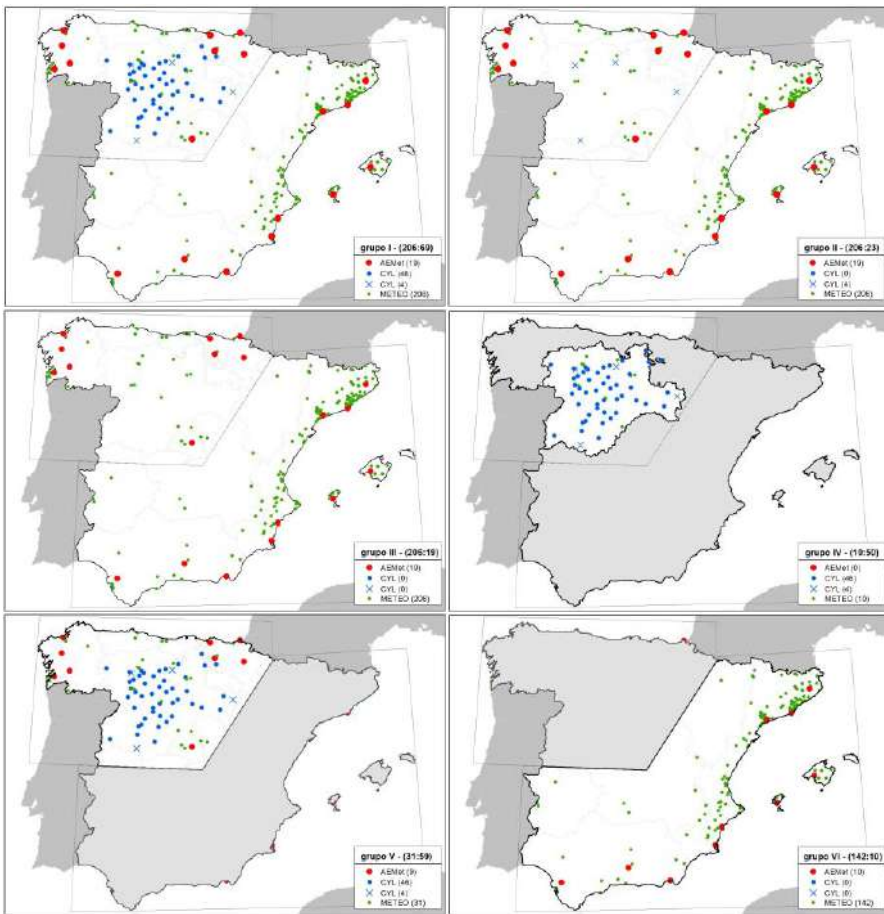 grupo I - (206:69)
AEMet (19)
CYL (46)
CYL (4)
METEO (206)
grupo II - (206:23)
AEMet (19)
CYL (0)
CYL (4)
METEO (206)
grupo III - (206:19)
AEMet (19)
CYL (0)
CYL (0)
METEO (206)
grupo IV - (10:50)
AEMet (0)
CYL (46)
CYL (4)
METEO (10)
grupo V - (31:59)
AEMet (9)
CYL (46)
CYL (4)
METEO (31)
grupo VI - (142:10)
AEMet (10)
CYL (0)
CYL (0)
METEO (142)